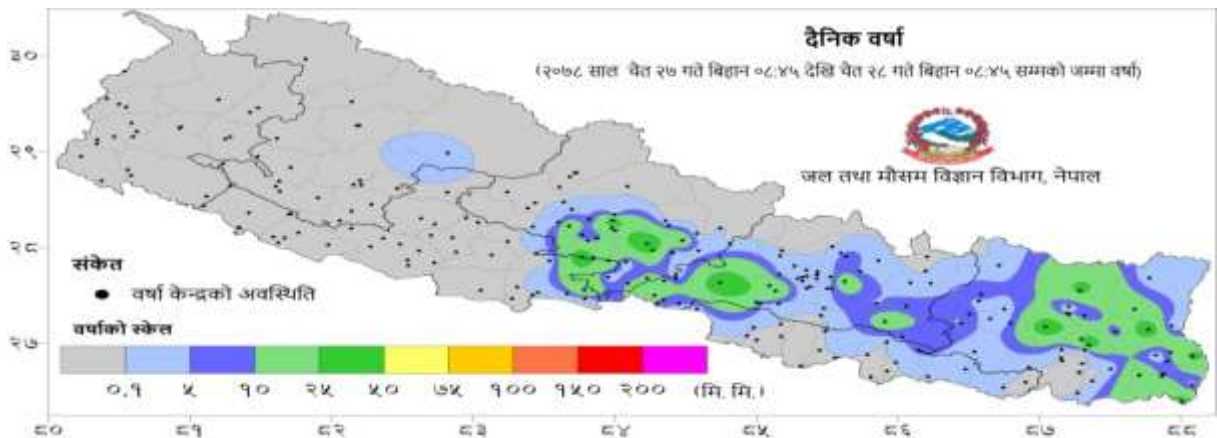 दैनिक वर्षा
(२०७८ साल चैत २७ गते बिहान ०८:४५ देखि चैत २८ गते बिहान ०८:४५ सम्मको जम्मा वर्षा)
जल तथा मौसम विज्ञान विभाग, नेपाल
३०
२९
२८
२७
संकेत
वर्षा केन्द्रको अवस्थिति
वर्षाको स्केल
०.१ ५ १० २५ ५० ७५ १०० १५० २०० (मि.मि.)
८० ८१ ८२ ८३ ८४ ८५ ८६ ८७ ८८